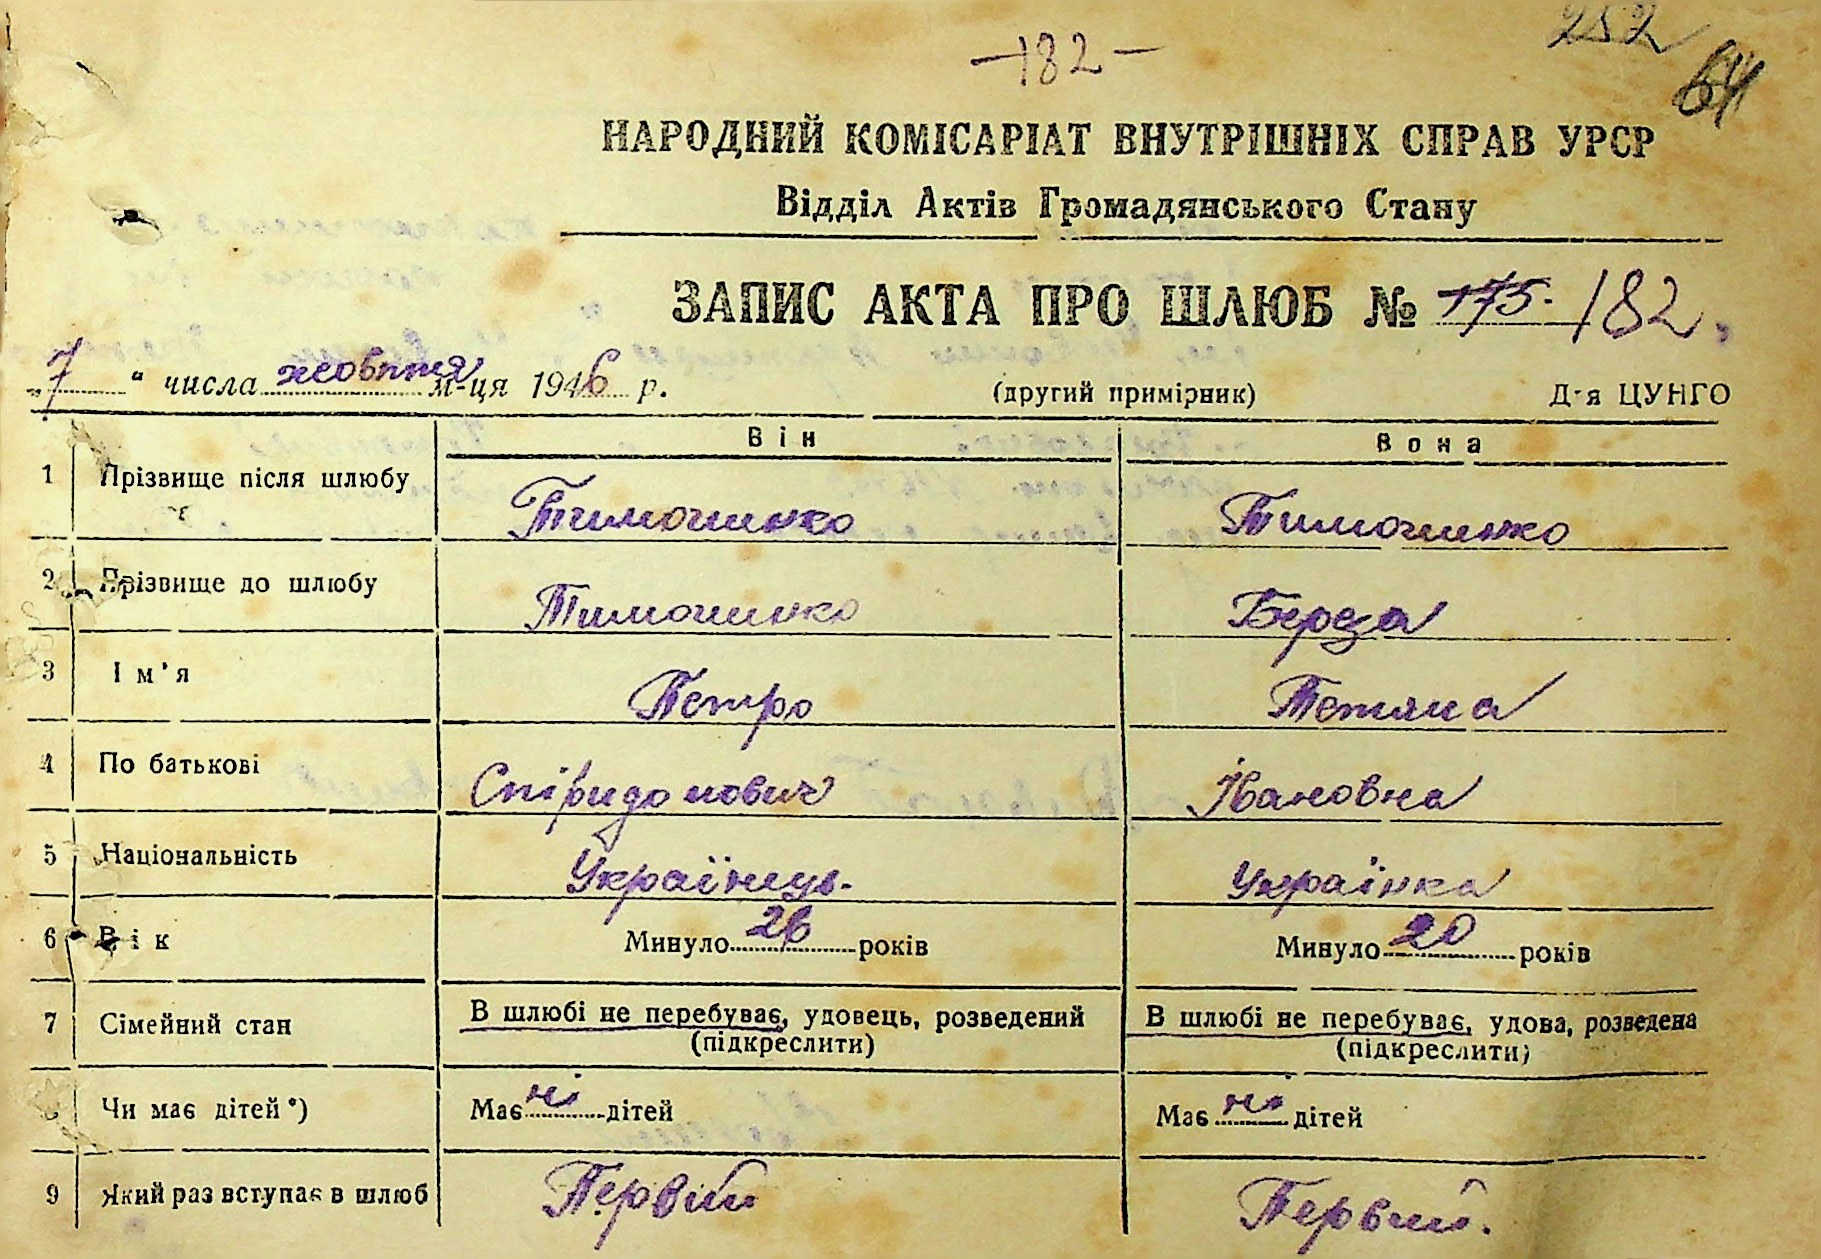 252
64
—182—
НАРОДНИЙ КОМІСАРІАТ ВНУТРІШНІХ СПРАВ УРСР
Відділ Актів Громадянського Стану
ЗАПИС АКТА ПРО ШЛЮБ № 175. 182.
„7“ числа жовтня м-ця 1946 р. (другий примірник) Д-я ЦУНГО
Він Вона
1 Прізвище після шлюбу Тимошенко Тимошенко
2 Прізвище до шлюбу Тимошенко Береза
3 Ім'я Петро Тетяна
4 По батькові Спірідонович Івановна
5 Національність Українець. Українка
6 Вік Минуло 26 років Минуло 20 років
7 Сімейний стан В шлюбі не перебуває, удовець, розведений В шлюбі не перебуває, удова, розведена
(підкреслити) (підкреслити)
Чи має дітей*) Має ні дітей Має ні дітей
9 Який раз вступає в шлюб Первий Первий.